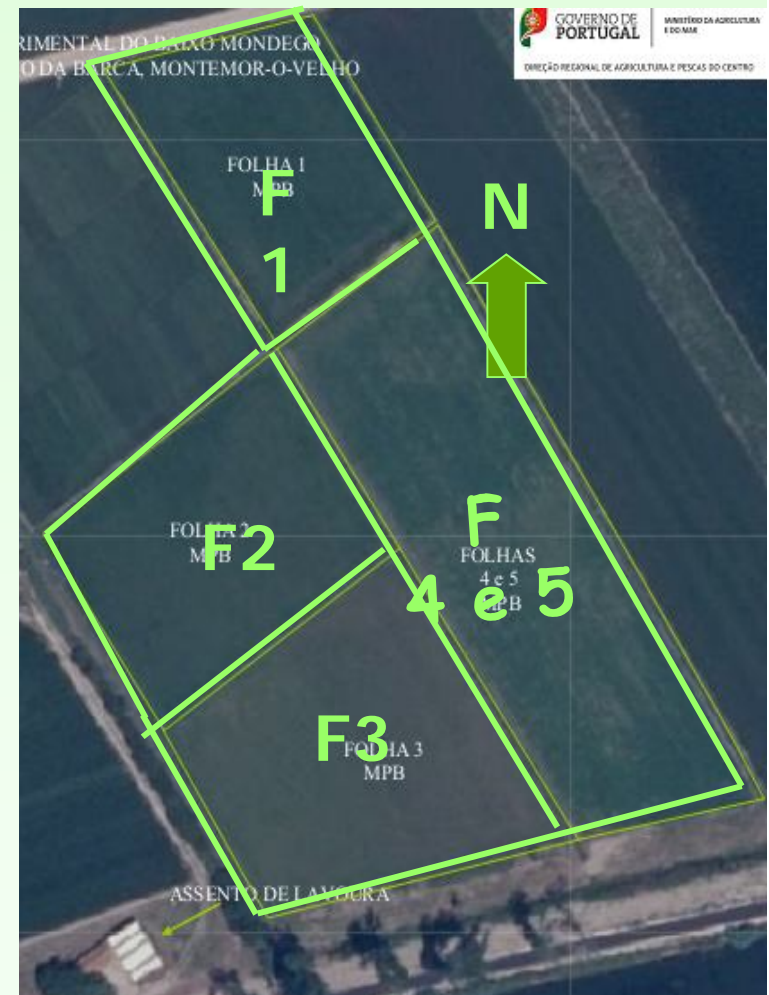 GOVERNO DE
PORTUGAL
MINISTÉRIO DA AGRICULTURA
E DO MAR
DIREÇÃO REGIONAL DE AGRICULTURA E PESCAS DO CENTRO
RIMENTAL DO BAIXO MONDEGO
O DA BARCA, MONTEMOR-O-VELHO
FOLHA 1
MPB
F
1
N
FOLHA 2
MPB
F2
F
4 e 5
FOLHAS
4 e 5
MPB
F3
FOLHA 3
MPB
ASSENTO DE LAVOURA